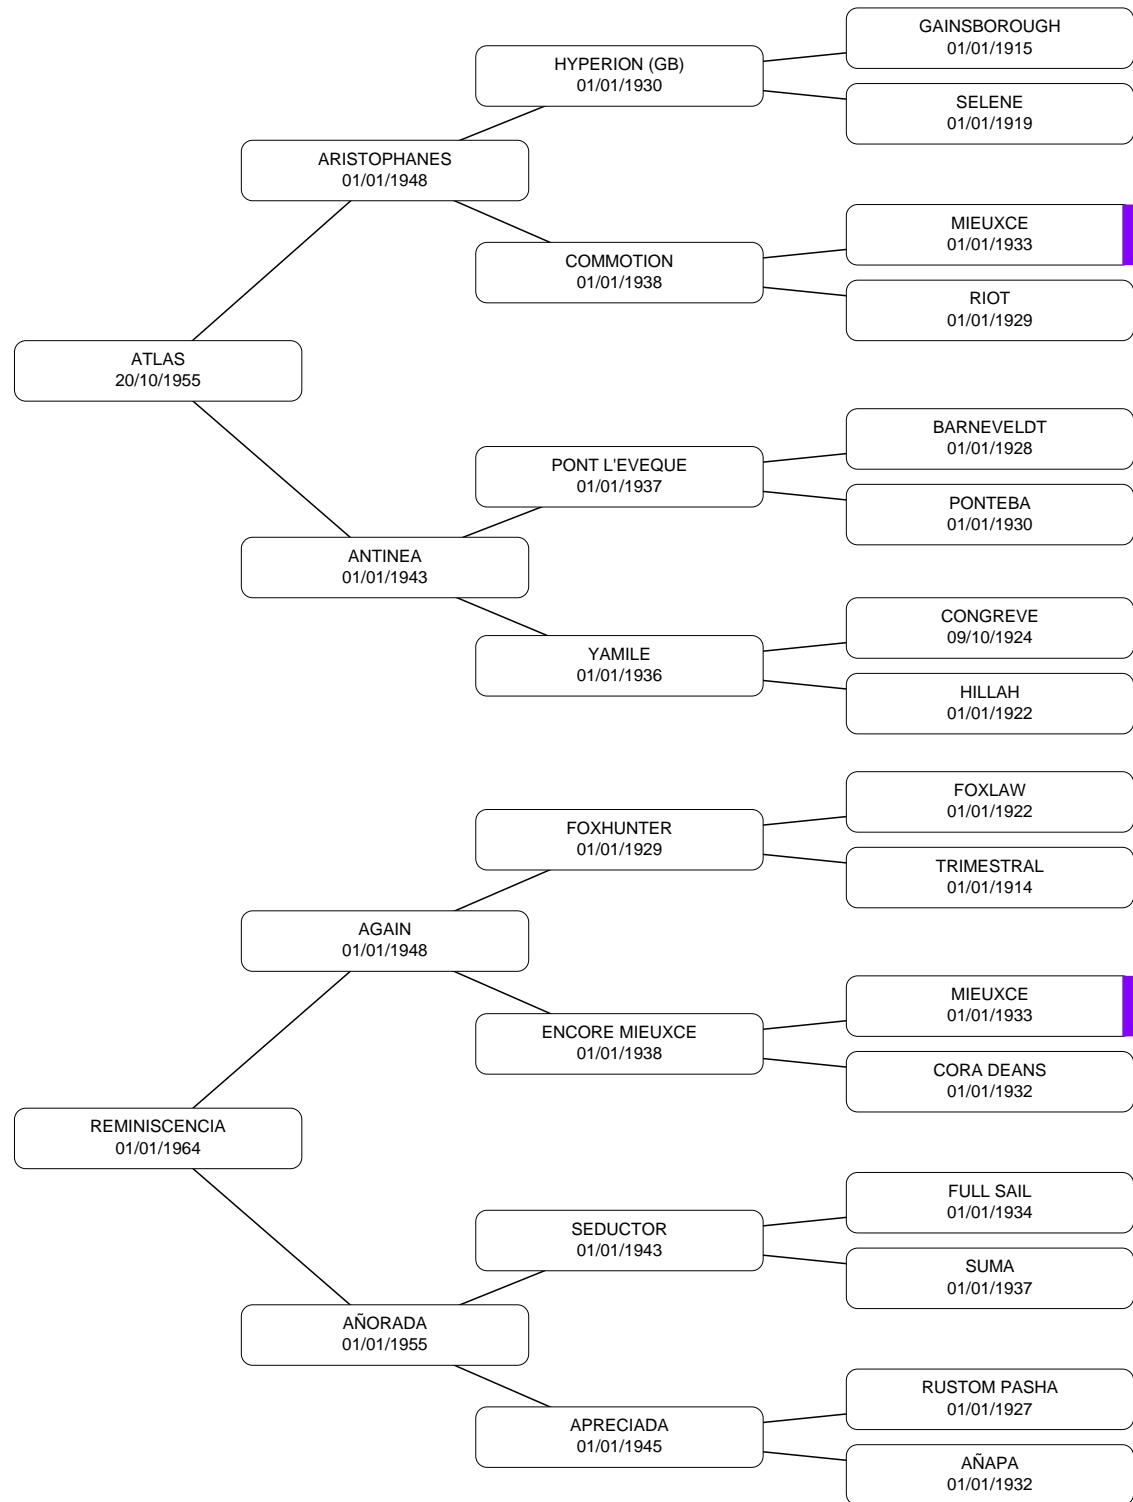 GAINSBOROUGH
01/01/1915
HYPERION (GB)
01/01/1930
SELENE
01/01/1919
ARISTOPHANES
01/01/1948
MIEUXCE
01/01/1933
COMMOTION
01/01/1938
RIOT
01/01/1929
ATLAS
20/10/1955
BARNEVELDT
01/01/1928
PONT L'EVEQUE
01/01/1937
PONTEBA
01/01/1930
ANTINEA
01/01/1943
CONGREVE
09/10/1924
YAMILE
01/01/1936
HILLAH
01/01/1922
FOXLAW
01/01/1922
FOXHUNTER
01/01/1929
TRIMESTRAL
01/01/1914
AGAIN
01/01/1948
MIEUXCE
01/01/1933
ENCORE MIEUXCE
01/01/1938
CORA DEANS
01/01/1932
REMINISCENCIA
01/01/1964
FULL SAIL
01/01/1934
SEDUCTOR
01/01/1943
SUMA
01/01/1937
AÑORADA
01/01/1955
RUSTOM PASHA
01/01/1927
APRECIADA
01/01/1945
AÑAPA
01/01/1932